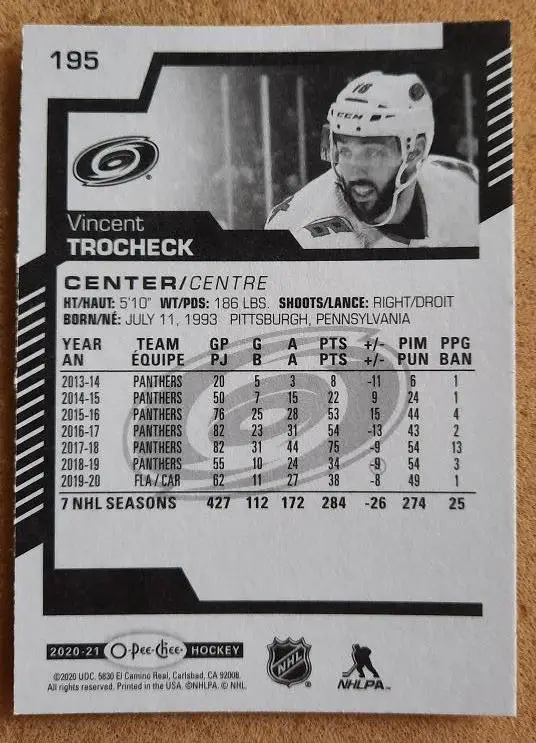 195
18
CCM
Vincent
TROCHECK
CENTER/CENTRE
HT/HAUT: 5'10" WT/PDS: 186 LBS. SHOOTS/LANCE: RIGHT/DROIT
BORN/NÉ: JULY 11, 1993 PITTSBURGH, PENNSYLVANIA
YEAR TEAM GP G A PTS +/- PIM PPG
AN ÉQUIPE PJ B A PTS +/- PUN BAN
2013-14 PANTHERS 20 5 3 8 -11 6 1
2014-15 PANTHERS 50 7 15 22 9 24 1
2015-16 PANTHERS 76 25 28 53 15 44 4
2016-17 PANTHERS 82 23 31 54 -13 43 2
2017-18 PANTHERS 82 31 44 75 -9 54 13
2018-19 PANTHERS 55 10 24 34 -9 54 3
2019-20 FLA / CAR 62 11 27 38 -8 49 1
7 NHL SEASONS 427 112 172 284 -26 274 25
2020-21 O-Pee-Chee HOCKEY
©2020 UDC. 5830 El Camino Real, Carlsbad, CA 92008.
All rights reserved. Printed in the USA. ©NHLPA. © NHL.
NHL
NHLPA